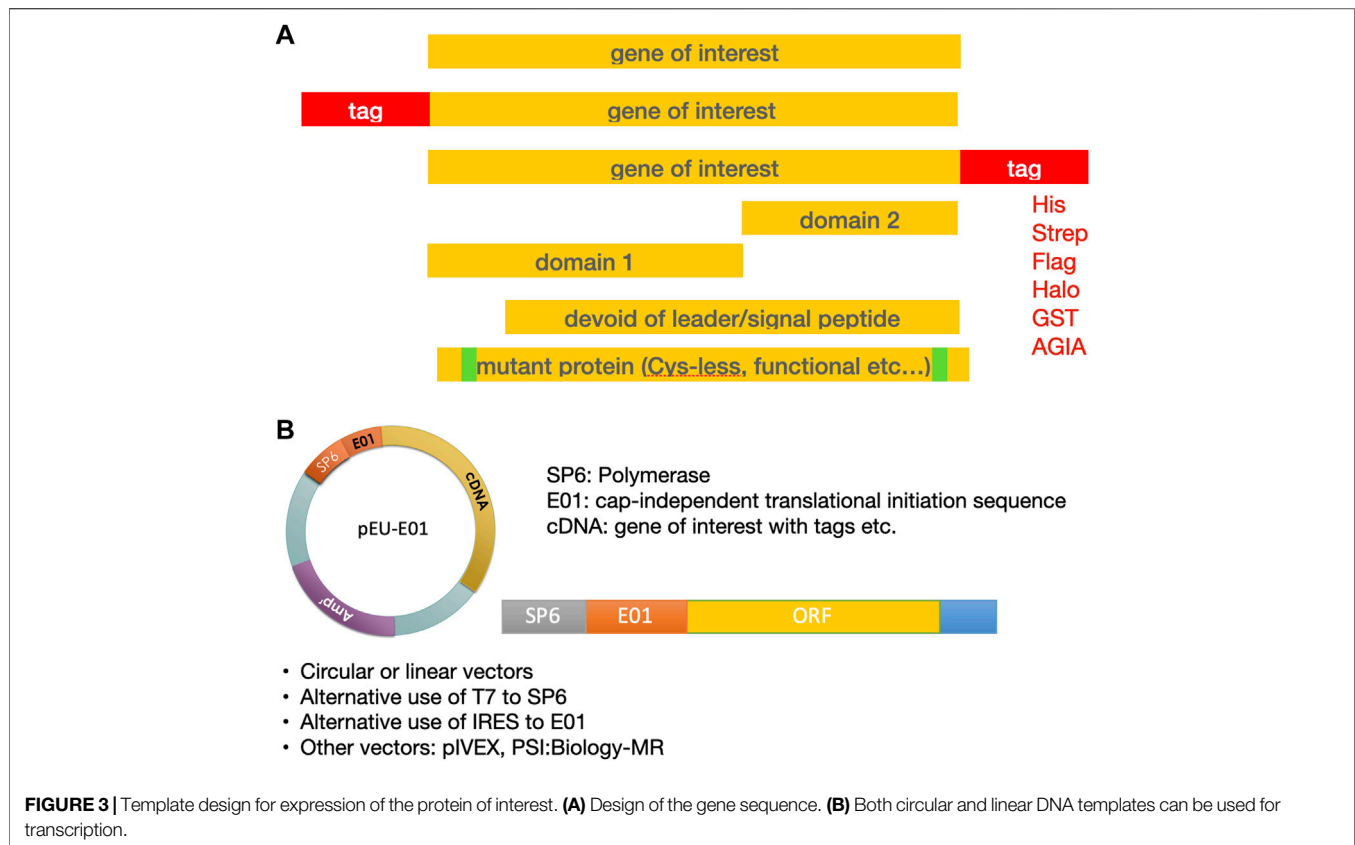 A
gene of interest
tag gene of interest
gene of interest tag
domain 2
domain 1
devoid of leader/signal peptide
mutant protein (Cys-less, functional etc...)
His
Strep
Flag
Halo
GST
AGIA
B
SP6 E01 cDNA
pEU-E01
Ampr
SP6: Polymerase
E01: cap-independent translational initiation sequence
cDNA: gene of interest with tags etc.
SP6 E01 ORF
• Circular or linear vectors
• Alternative use of T7 to SP6
• Alternative use of IRES to E01
• Other vectors: pIVEX, PSI:Biology-MR
FIGURE 3 | Template design for expression of the protein of interest. (A) Design of the gene sequence. (B) Both circular and linear DNA templates can be used for
transcription.